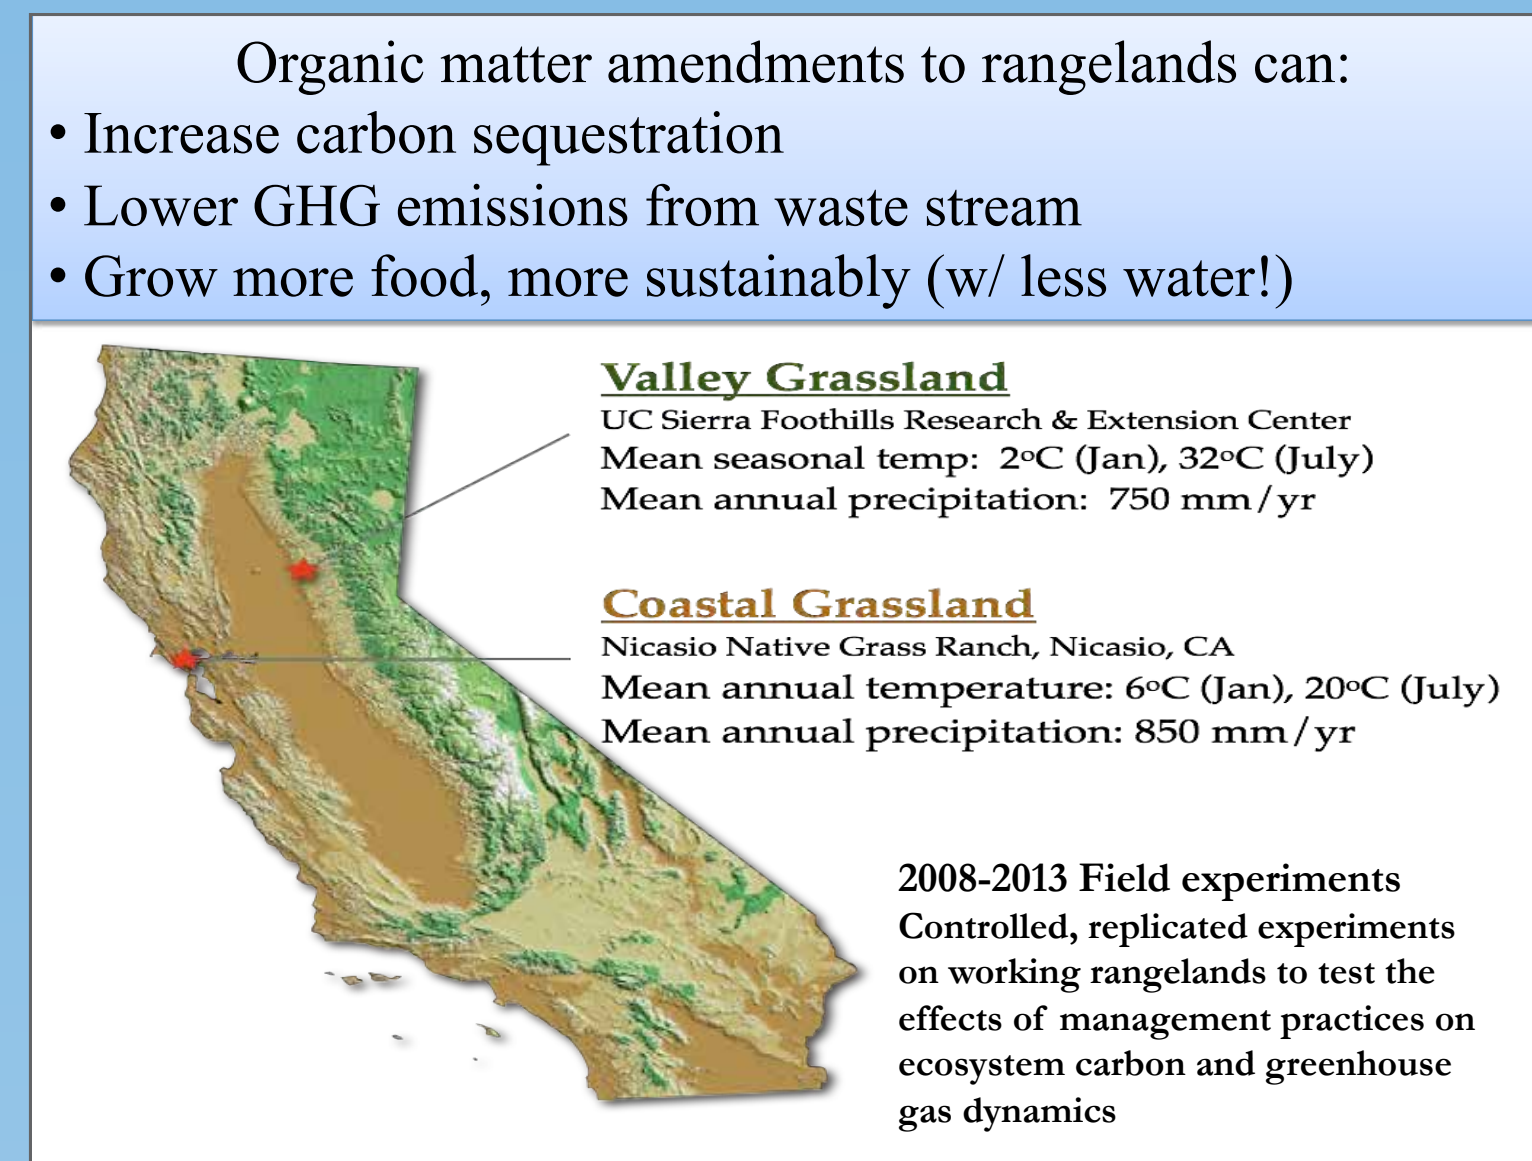 Organic matter amendments to rangelands can:
• Increase carbon sequestration
• Lower GHG emissions from waste stream
• Grow more food, more sustainably (w/ less water!)
Valley Grassland
UC Sierra Foothills Research & Extension Center
Mean seasonal temp: 2°C (Jan), 32°C (July)
Mean annual precipitation: 750 mm/yr
Coastal Grassland
Nicasio Native Grass Ranch, Nicasio, CA
Mean annual temperature: 6°C (Jan), 20°C (July)
Mean annual precipitation: 850 mm/yr
2008-2013 Field experiments
Controlled, replicated experiments
on working rangelands to test the
effects of management practices on
ecosystem carbon and greenhouse
gas dynamics